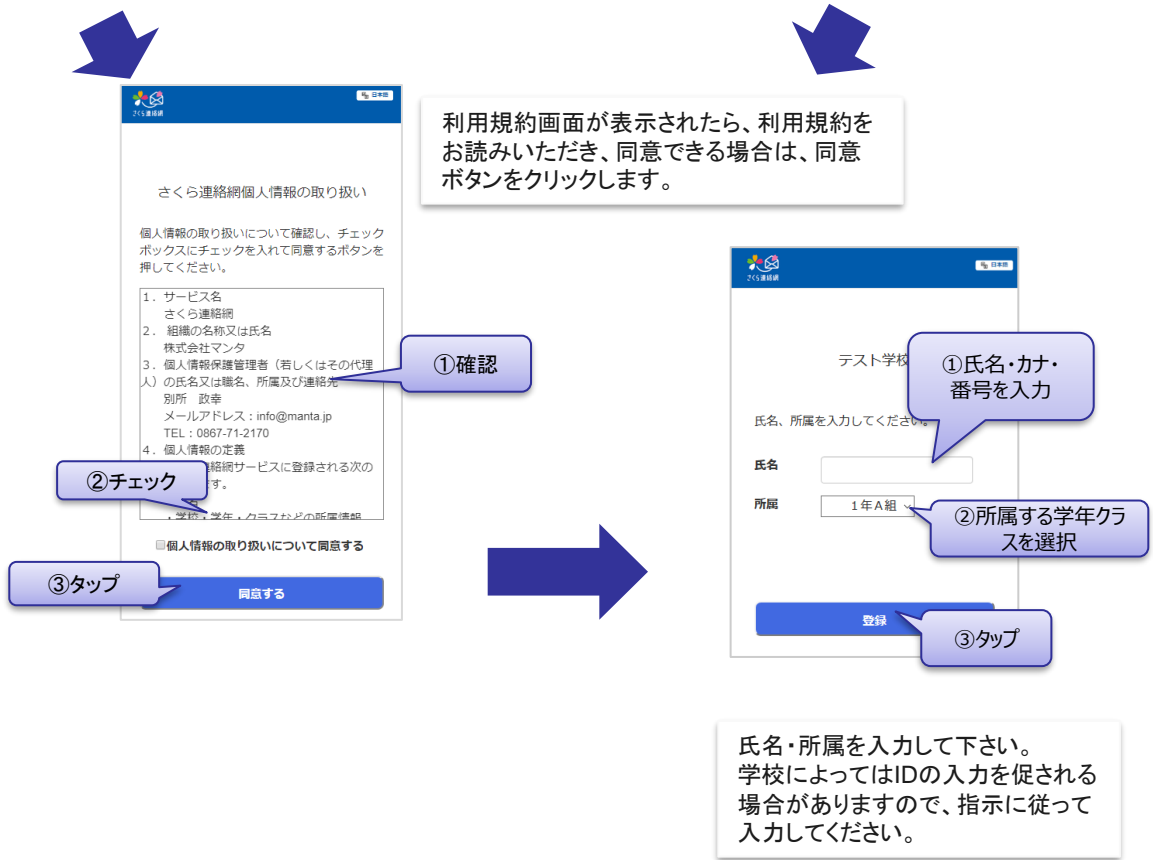 さくら連絡網
日本語
さくら連絡網個人情報の取り扱い
個人情報の取り扱いについて確認し、チェック
ボックスにチェックを入れて同意するボタンを
押してください。
1. サービス名
さくら連絡網
2. 組織の名称又は氏名
株式会社マンタ
3. 個人情報保護管理者（若しくはその代理
人）の氏名又は職名、所属及び連絡先
別所 政幸
メールアドレス：info@manta.jp
TEL：0867-71-2170
4. 個人情報の定義
絡網サービスに登録される次の
す。
・学校・学年・クラスなどの所属情報
□個人情報の取り扱いについて同意する
同意する
①確認
②チェック
③タップ
利用規約画面が表示されたら、利用規約を
お読みいただき、同意できる場合は、同意
ボタンをクリックします。
さくら連絡網
日本語
テスト学校
氏名、所属を入力してください。
氏名
所属
1年A組
登録
①氏名・カナ・
番号を入力
②所属する学年クラ
スを選択
③タップ
氏名・所属を入力して下さい。
学校によってはIDの入力を促される
場合がありますので、指示に従って
入力してください。